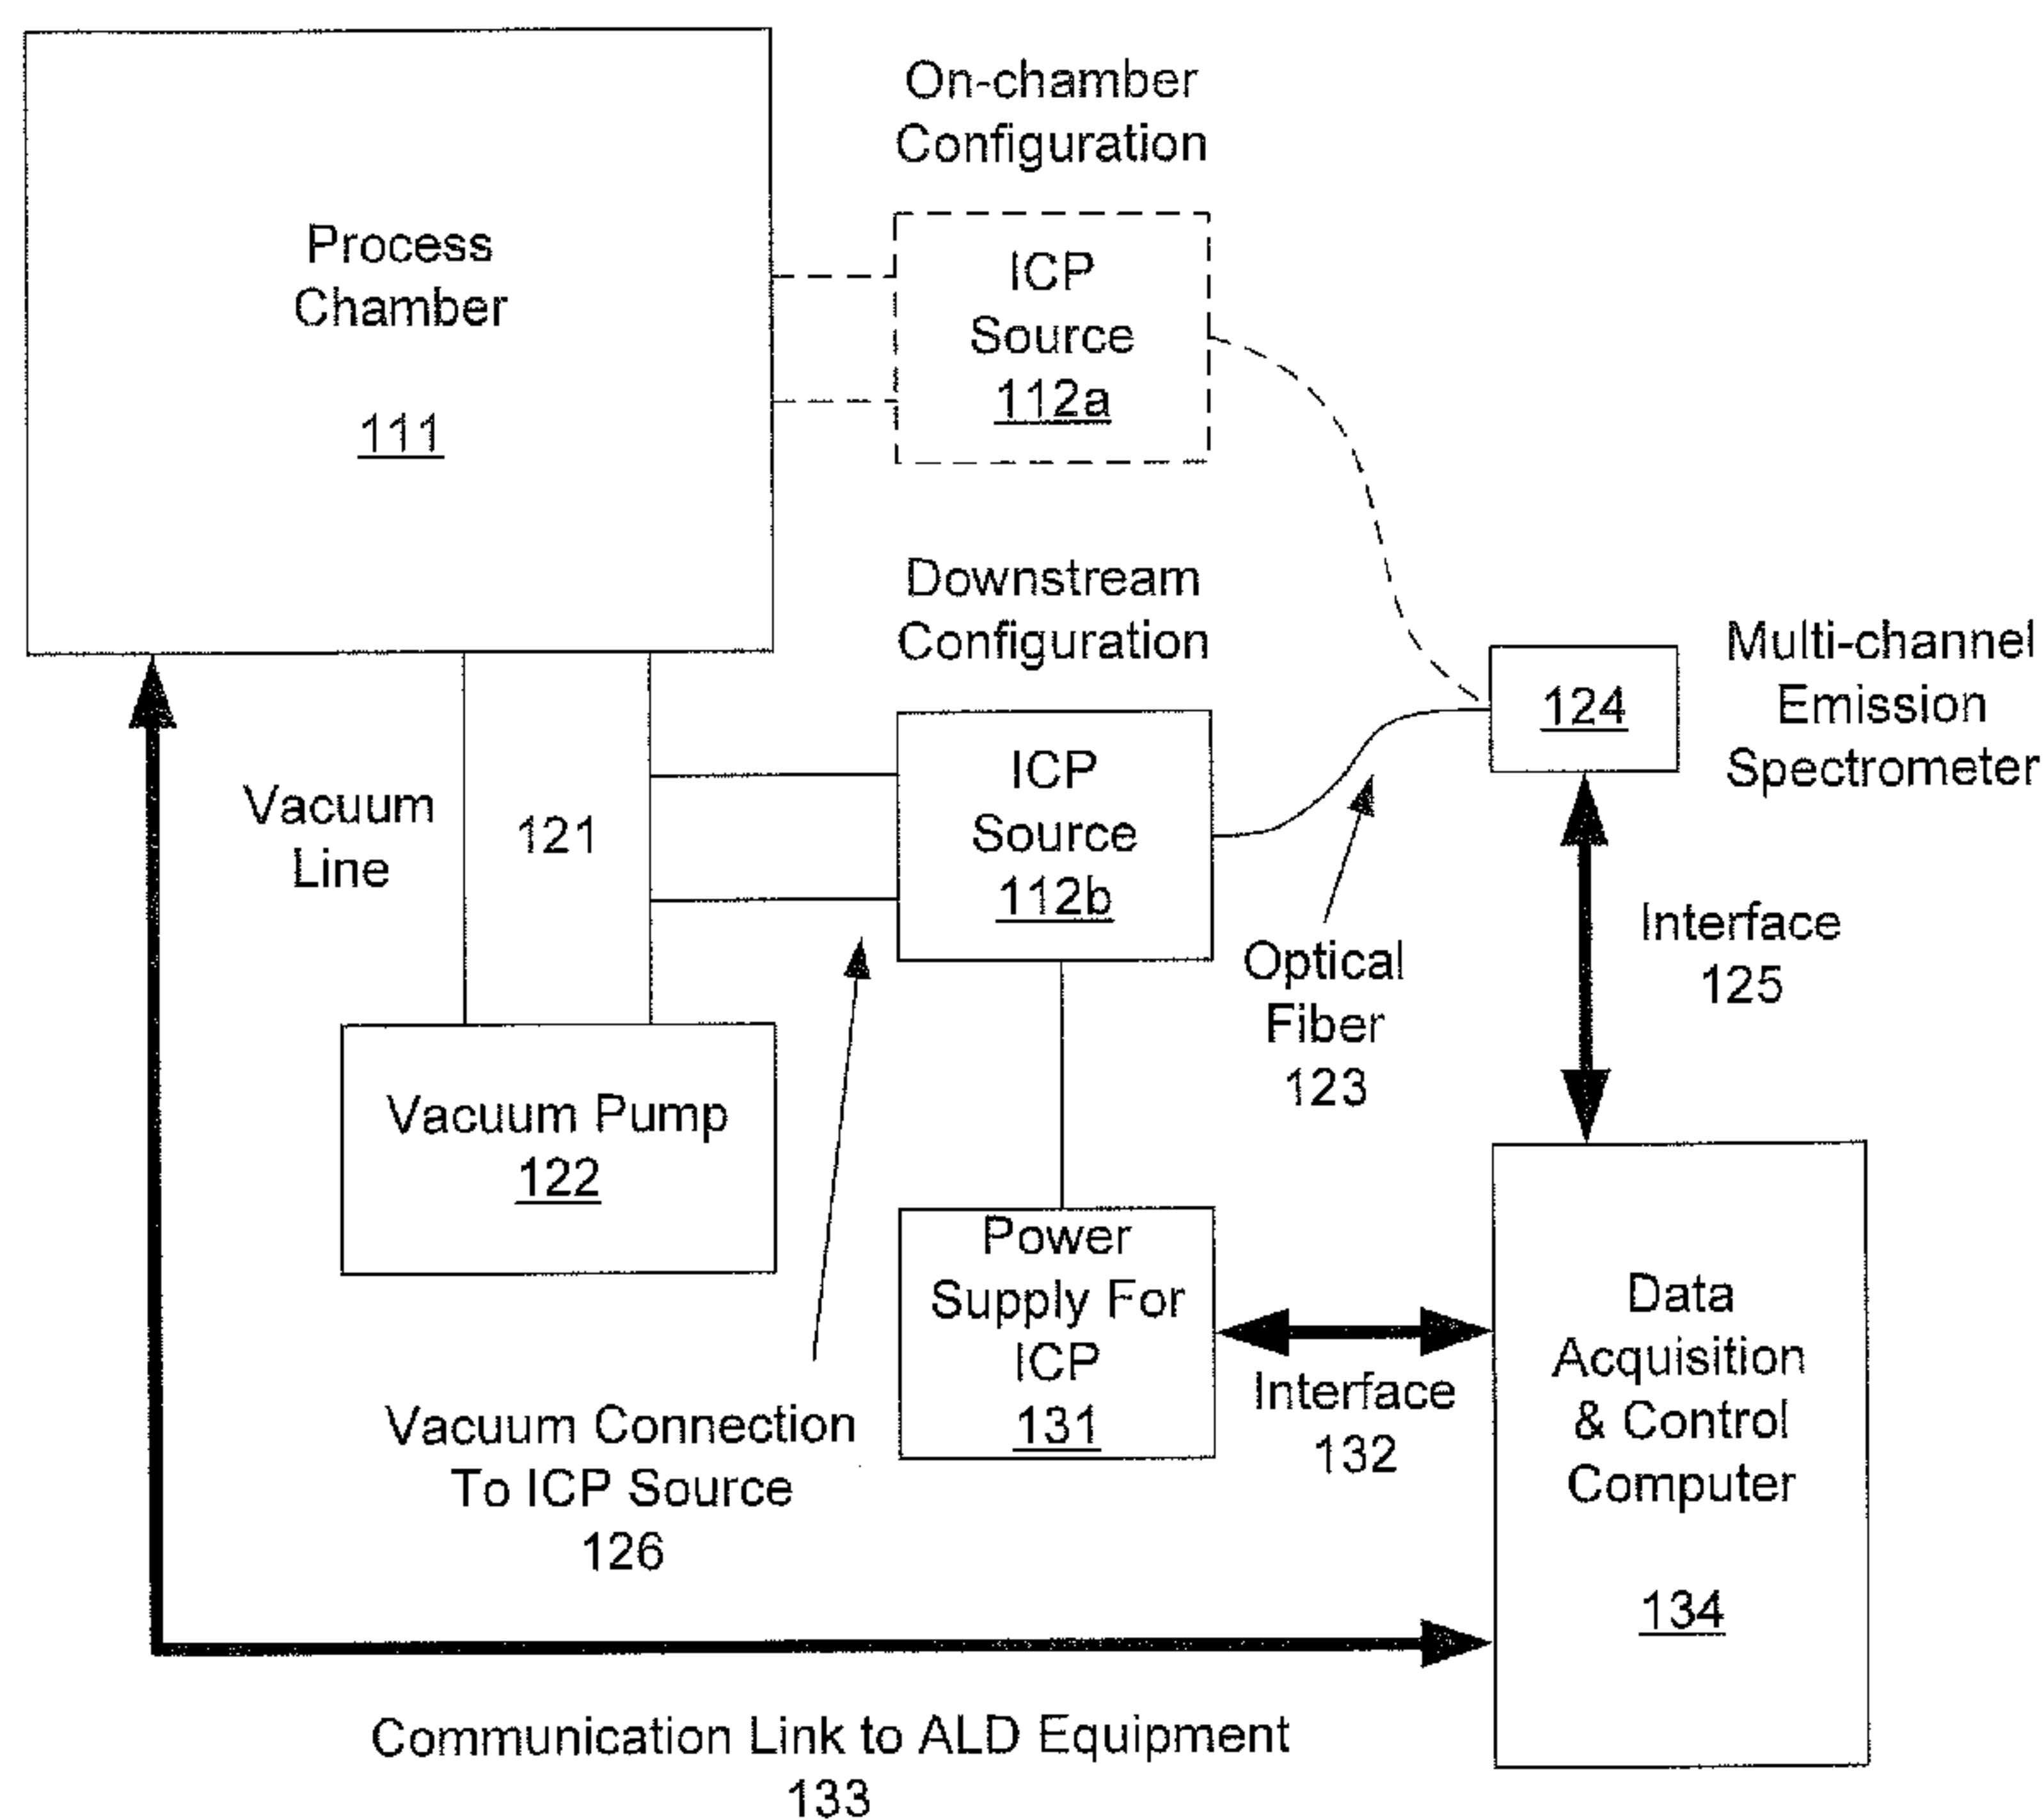 On-chamber
Configuration
Process
Chamber
111
ICP
Source
112a
Downstream
Configuration
Multi-channel
Emission
Spectrometer
124
Vacuum
Line
121
ICP
Source
112b
Optical
Fiber
123
Interface
125
Vacuum Pump
122
Power
Supply For
ICP
131
Interface
132
Data
Acquisition
& Control
Computer
134
Vacuum Connection
To ICP Source
126
Communication Link to ALD Equipment
133